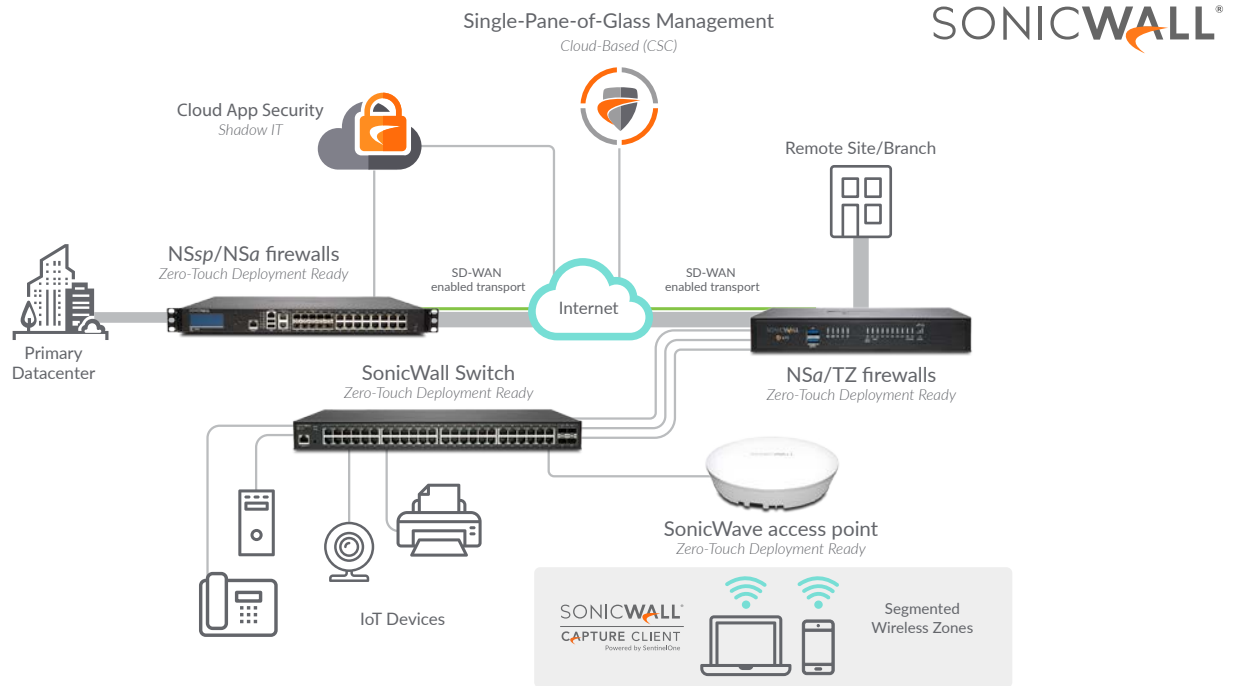 Single-Pane-of-Glass Management
Cloud-Based (CSC)
SONICWALL®
Cloud App Security
Shadow IT
Remote Site/Branch
NSsp/NSa firewalls
Zero-Touch Deployment Ready
SD-WAN
enabled transport
Internet
SD-WAN
enabled transport
Primary
Datacenter
SonicWall Switch
Zero-Touch Deployment Ready
SONICWALL
NSa/TZ firewalls
Zero-Touch Deployment Ready
SonicWave access point
Zero-Touch Deployment Ready
IoT Devices
SONICWALL®
CAPTURE CLIENT
Powered by SentinelOne
Segmented
Wireless Zones